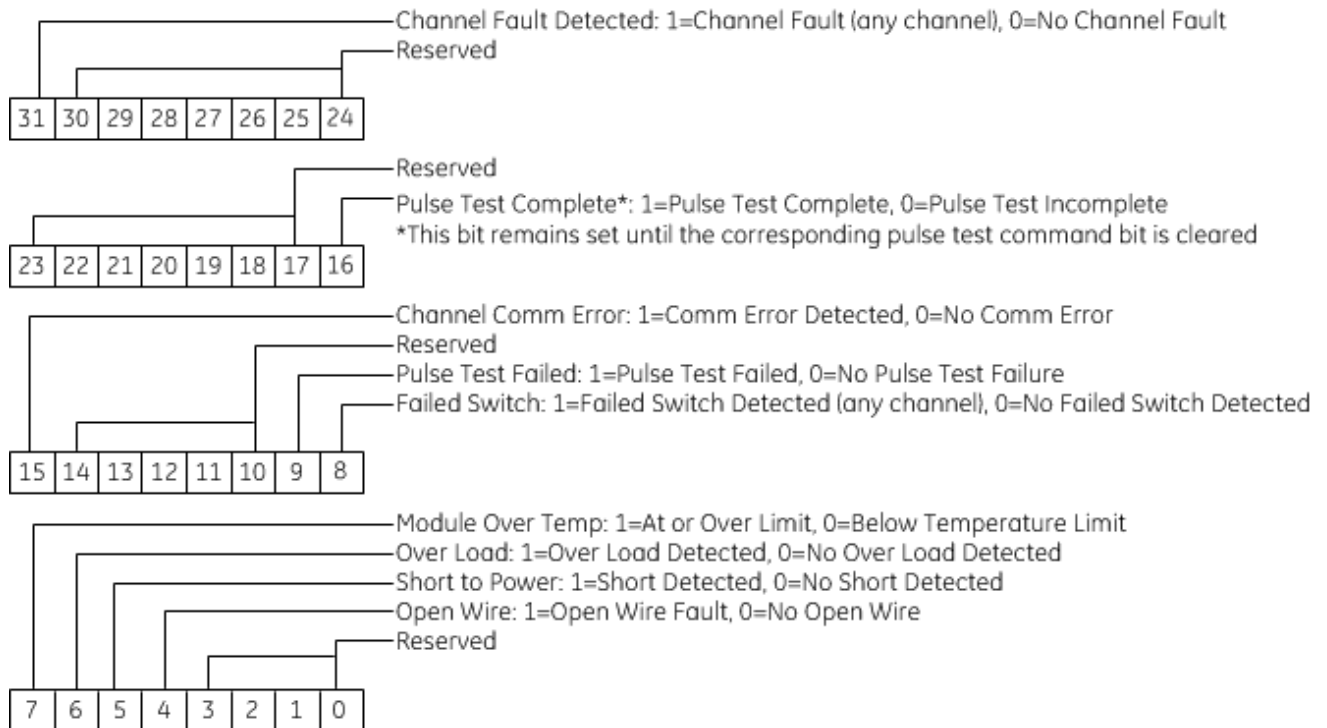 Channel Fault Detected: 1=Channel Fault (any channel), 0=No Channel Fault
Reserved
31 30 29 28 27 26 25 24
Reserved
Pulse Test Complete*: 1=Pulse Test Complete, 0=Pulse Test Incomplete
*This bit remains set until the corresponding pulse test command bit is cleared
23 22 21 20 19 18 17 16
Channel Comm Error: 1=Comm Error Detected, 0=No Comm Error
Reserved
Pulse Test Failed: 1=Pulse Test Failed, 0=No Pulse Test Failure
Failed Switch: 1=Failed Switch Detected (any channel), 0=No Failed Switch Detected
15 14 13 12 11 10 9 8
Module Over Temp: 1=At or Over Limit, 0=Below Temperature Limit
Over Load: 1=Over Load Detected, 0=No Over Load Detected
Short to Power: 1=Short Detected, 0=No Short Detected
Open Wire: 1=Open Wire Fault, 0=No Open Wire
Reserved
7 6 5 4 3 2 1 0